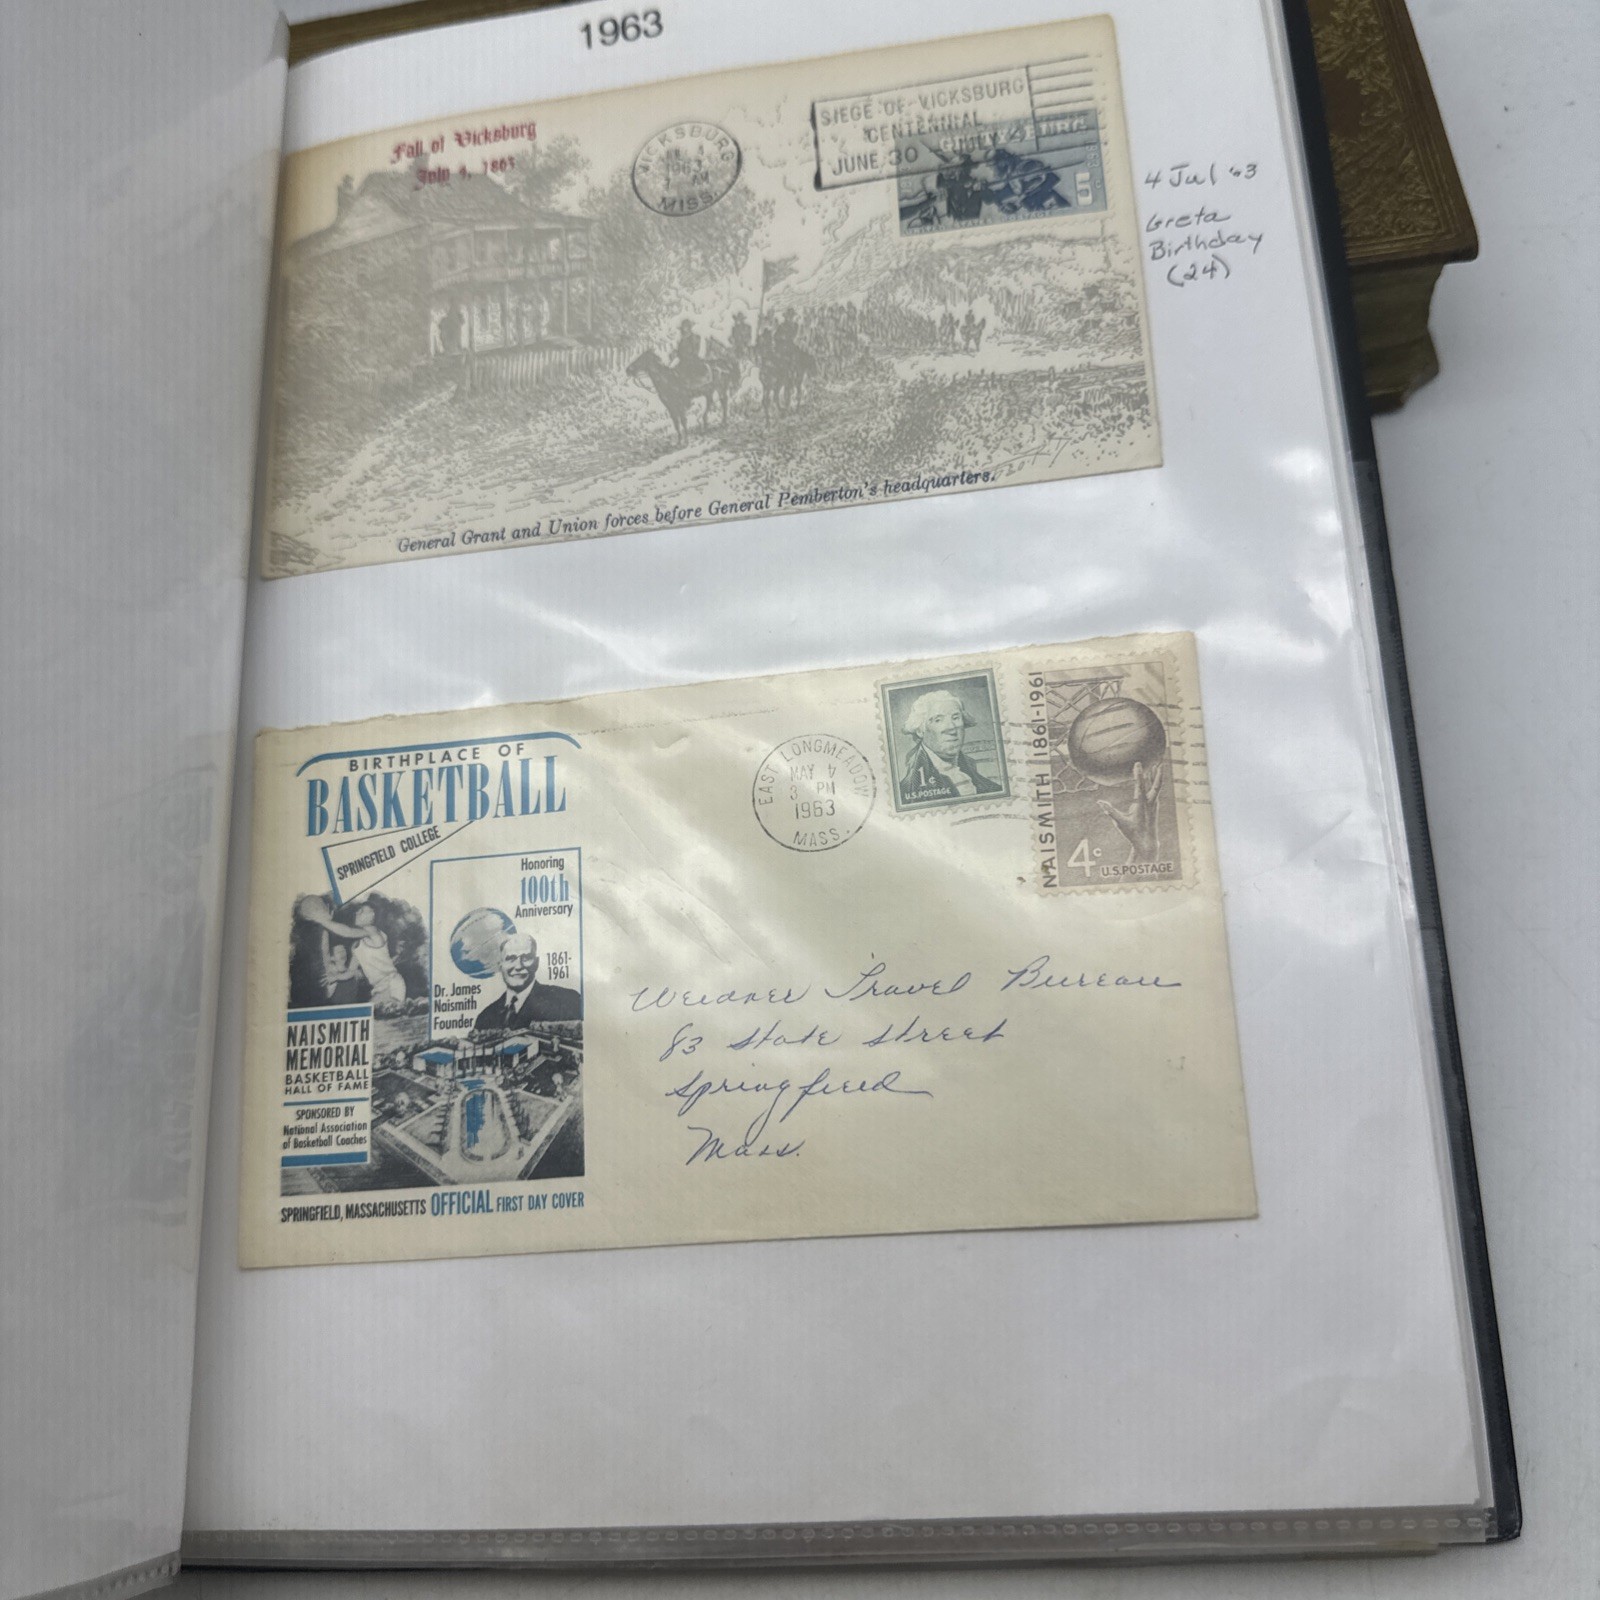 1963
Fall of Vicksburg
July 4, 1863
VICKSBURG
1963
AM
MISS.
SIEGE OF VICKSBURG
CENTENNIAL
JUNE 30 JULY 4
4 Jul '63
Greta
Birthday
(24)
General Grant and Union forces before General Pemberton's headquarters.
BIRTHPLACE OF
BASKETBALL
SPRINGFIELD COLLEGE
Honoring
100th
Anniversary
1861-
1961
Dr. James
Naismith
Founder
NAISMITH
MEMORIAL
BASKETBALL
HALL OF FAME
SPONSORED BY
National Association
of Basketball Coaches
SPRINGFIELD, MASSACHUSETTS OFFICIAL FIRST DAY COVER
EAST LONGMEADOW
MAY
3 PM
1963
MASS.
1¢
U.S. POSTAGE
NAISMITH 1861-1961
4¢
U.S. POSTAGE
Weidner Travel Bureau
83 State Street
Springfield
Mass.